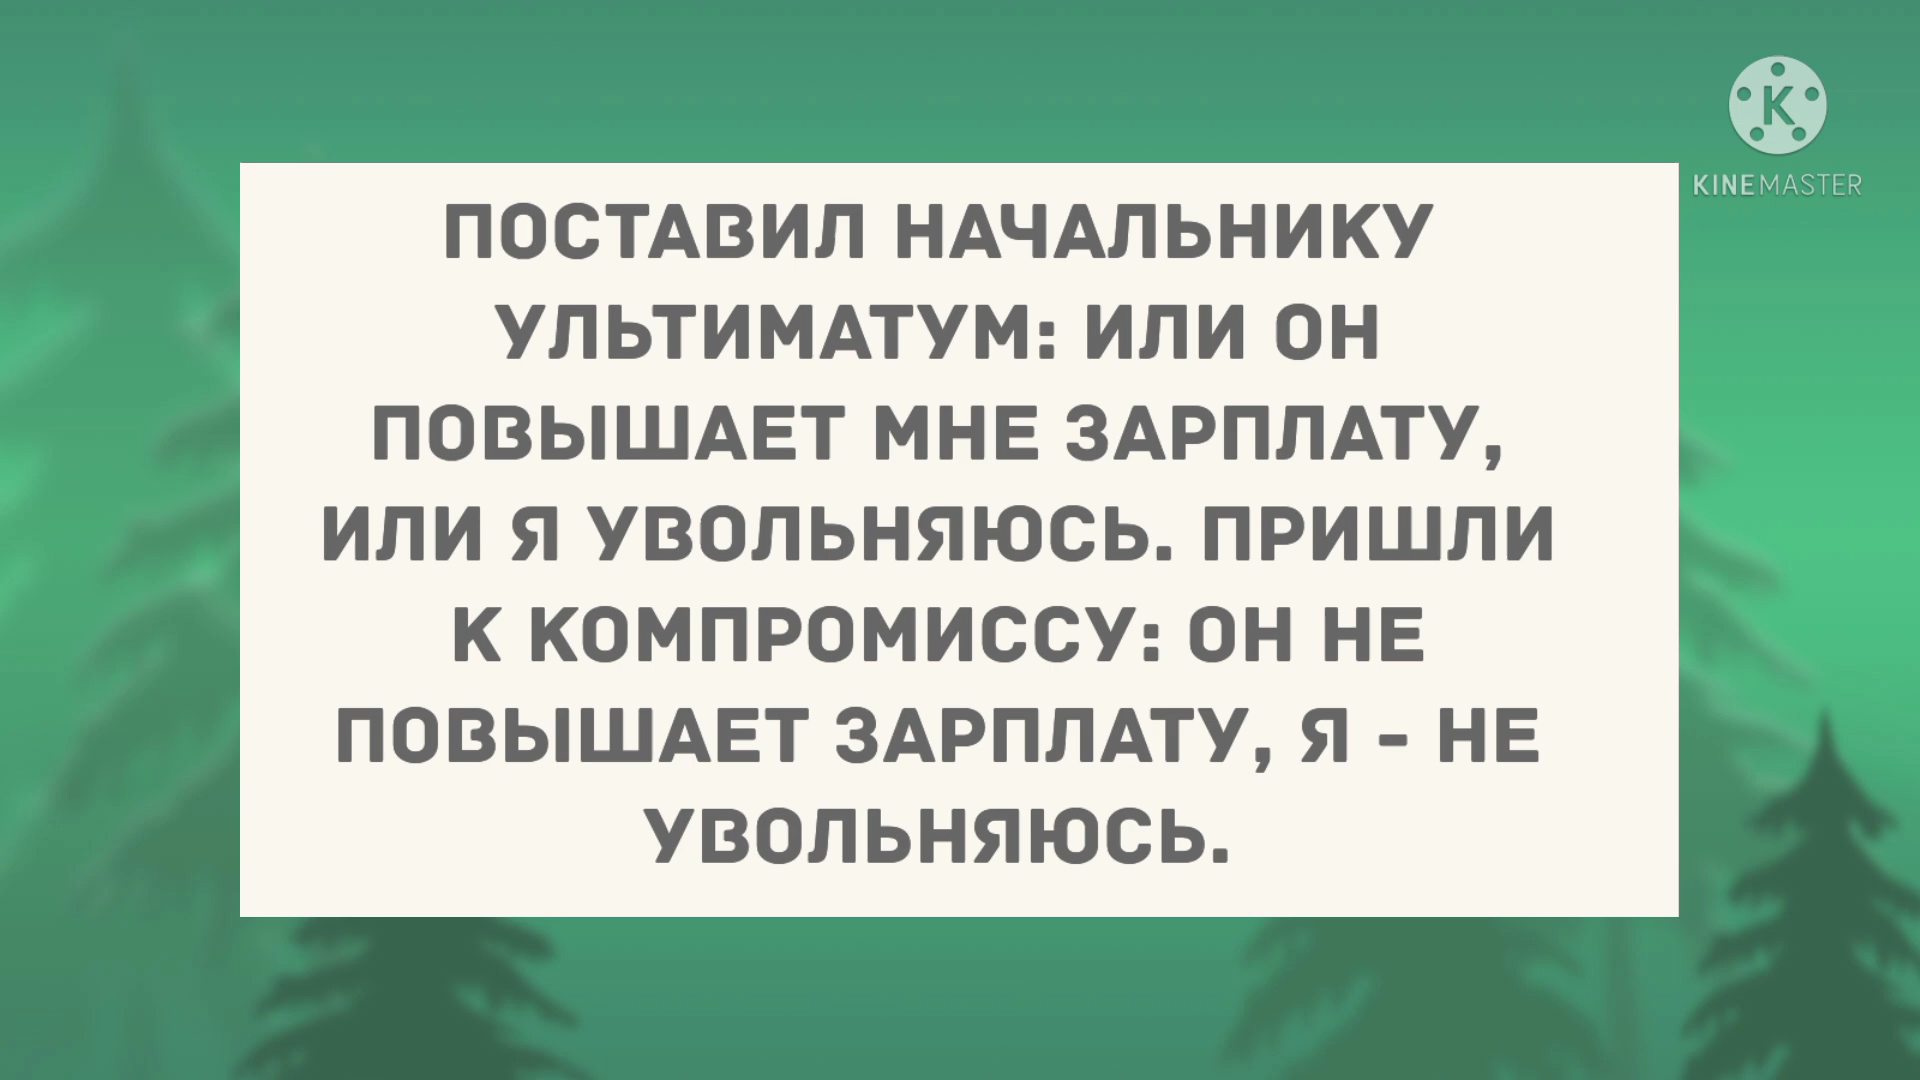 ПОСТАВИЛ НАЧАЛЬНИКУ
УЛЬТИМАТУМ: ИЛИ ОН
ПОВЫШАЕТ МНЕ ЗАРПЛАТУ,
ИЛИ Я УВОЛЬНЯЮСЬ. ПРИШЛИ
К КОМПРОМИССУ: ОН НЕ
ПОВЫШАЕТ ЗАРПЛАТУ, Я - НЕ
УВОЛЬНЯЮСЬ.
K
KINEMASTER